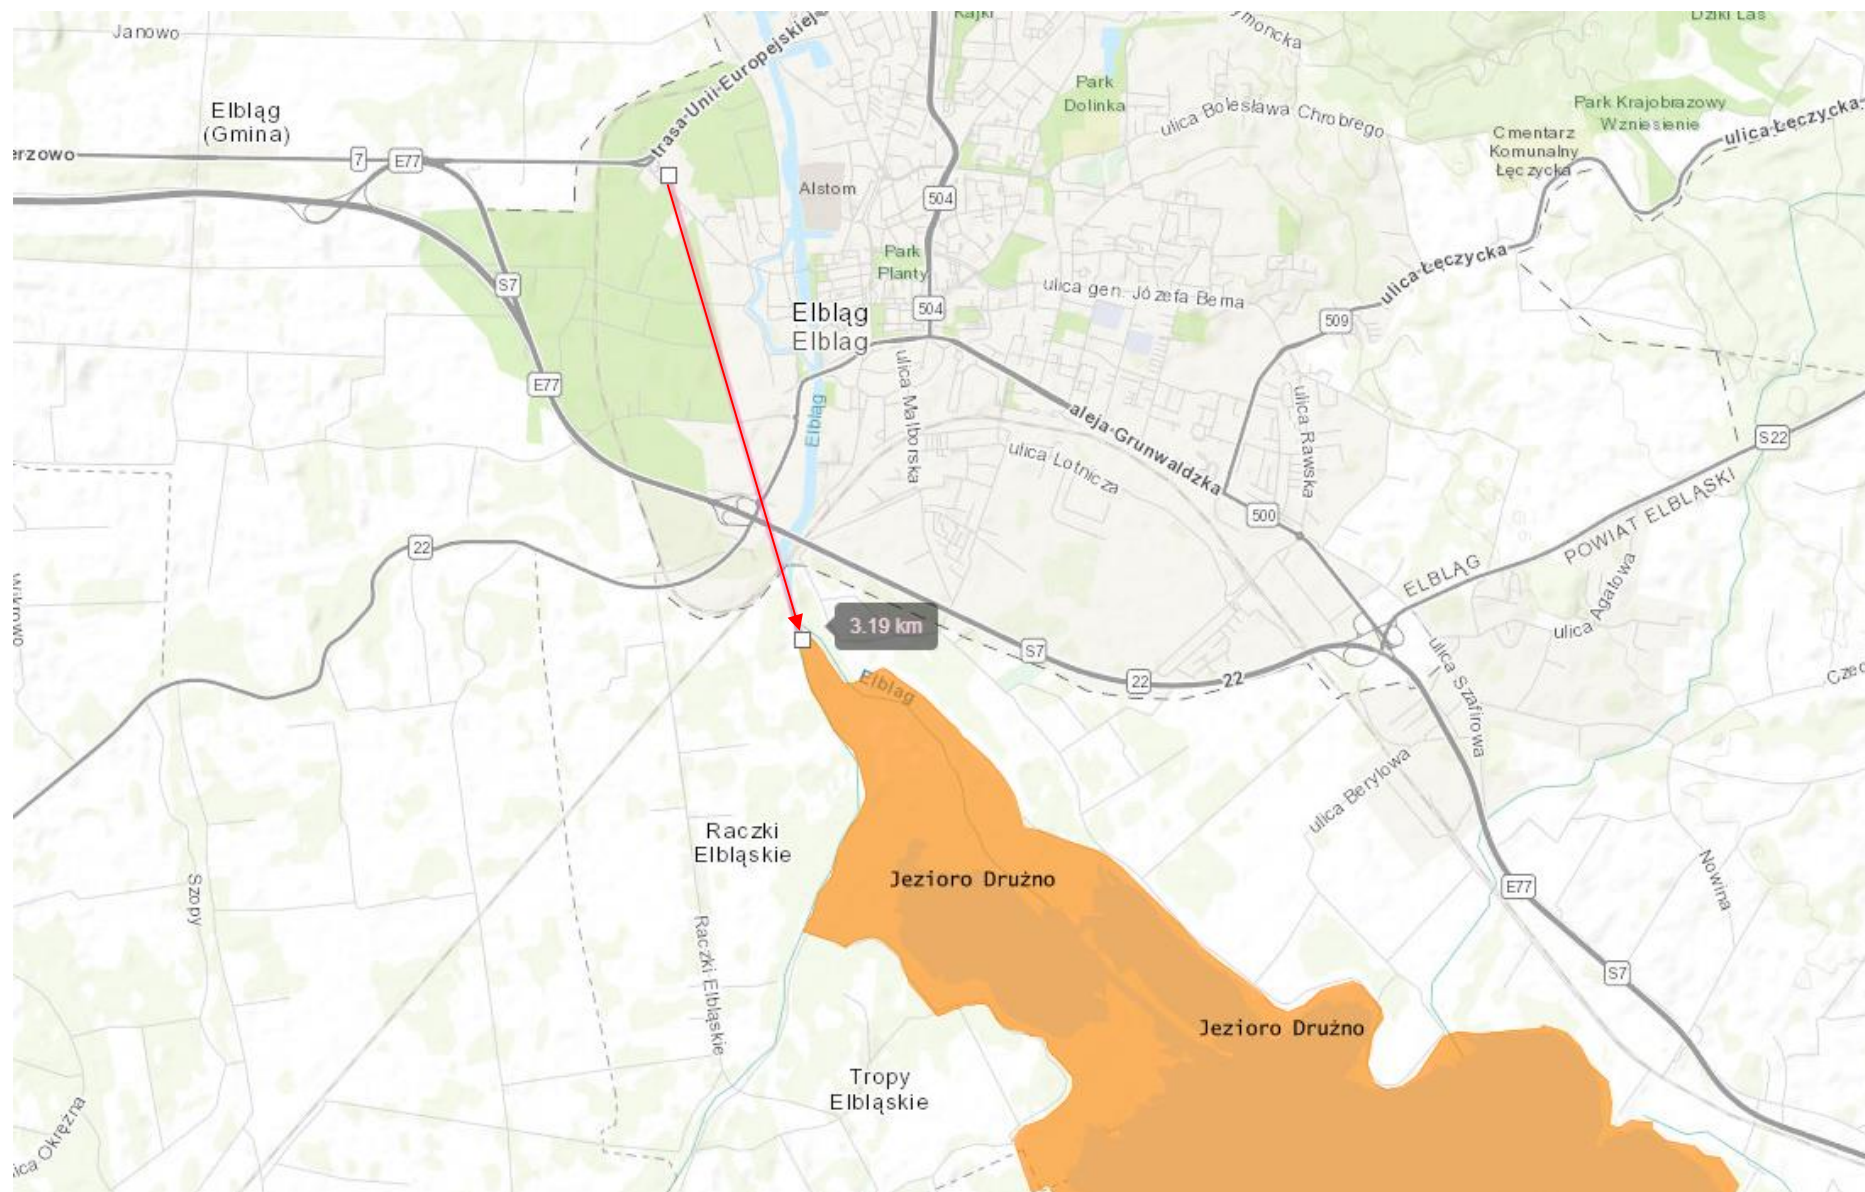 Janowo
Rajki
Dziki Las
trasa Unii Europejskiej
Park
Dolinka
ulica Bolesława Chrobrego
Park Krajobrazowy
Wzniesienie
ulica Łęczycka
Elbląg
(Gmina)
7
E77
Cmentarz
Komunalny
Łęczycka
Alstom
504
Park
Planty
ulica Łęczycka
S7
ulica gen. Józefa Bema
504
Elbląg
Elbląg
509
E77
ulica Malborska
Elbląg
aleja Grunwaldzka
ulica Rawska
S22
ulica Lotnicza
500
POWIAT ELBLĄSKI
ELBLĄG
22
Wikrowo
ulica Agatowa
3.19 km
S7
ulica Szafirowa
22
22
Elbląg
ulica Berylowa
Raczki
Elbląskie
Jezioro Drużno
Szopy
Nowina
E77
Raczki Elbląskie
S7
Jezioro Drużno
Tropy
Elbląskie